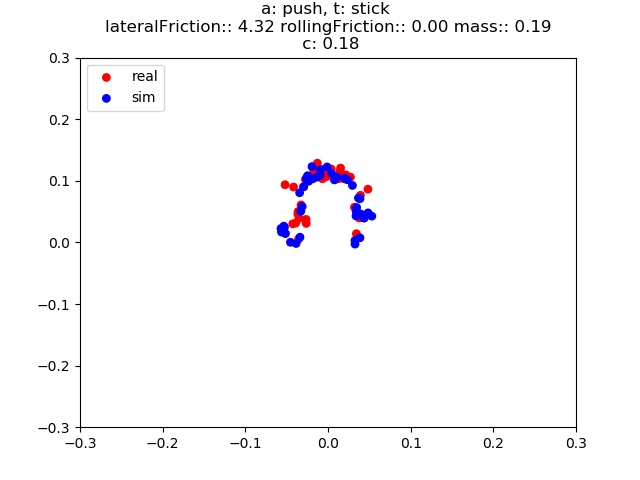 a: push, t: stick
lateralFriction:: 4.32 rollingFriction:: 0.00 mass:: 0.19
c: 0.18
real
sim
0.3
0.2
0.1
0.0
−0.1
−0.2
−0.3
−0.3
−0.2
−0.1
0.0
0.1
0.2
0.3